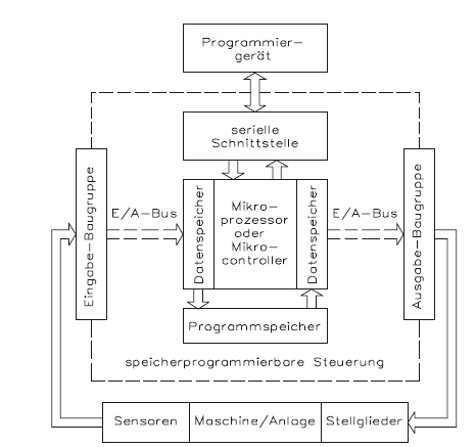 Programmier-
gerät
serielle
Schnittstelle
Eingabe-Baugruppe
E/A-Bus
Datenspeicher
Mikro-
prozessor
oder
Mikro-
controller
Datenspeicher
E/A-Bus
Ausgabe-Baugruppe
Programmspeicher
speicherprogrammierbare Steuerung
Sensoren
Maschine/Anlage
Stellglieder